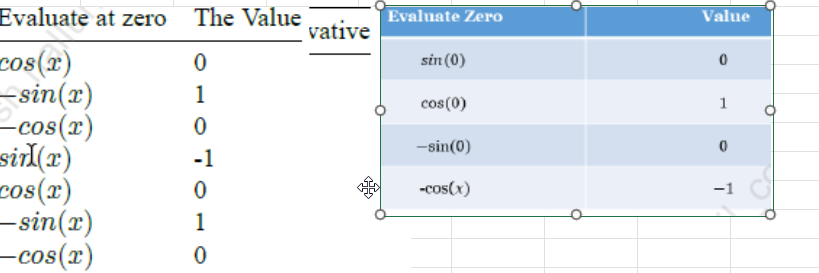 Evaluate at zero The Value
cos(x) 0
−sin(x) 1
−cos(x) 0
sin(x) -1
cos(x) 0
−sin(x) 1
−cos(x) 0
vative
Evaluate Zero Value
sin(0) 0
cos(0) 1
−sin(0) 0
-cos(x) −1